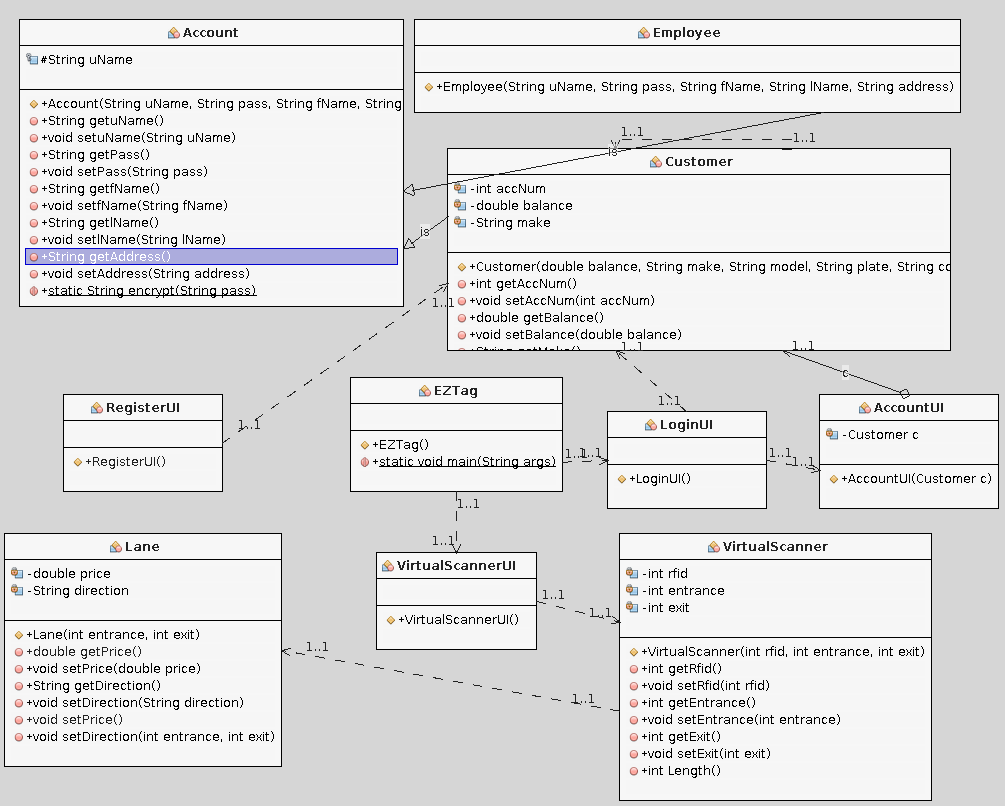 Account
#String uName
+Account(String uName, String pass, String fName, String
+String getuName()
+void setuName(String uName)
+String getPass()
+void setPass(String pass)
+String getfName()
+void setfName(String fName)
+String getlName()
+void setlName(String lName)
+String getAddress()
+void setAddress(String address)
+static String encrypt(String pass)
Employee
+Employee(String uName, String pass, String fName, String lName, String address)
1..1
1..1
is
is
Customer
-int accNum
-double balance
-String make
+Customer(double balance, String make, String model, String plate, String cc
+int getAccNum()
+void setAccNum(int accNum)
+double getBalance()
+void setBalance(double balance)
+String getMake()
1..1
1..1
1..1
c
1..1
1..1
RegisterUI
+RegisterUI()
EZTag
+EZTag()
+static void main(String args)
1..1
1..1
LoginUI
+LoginUI()
1..1
1..1
AccountUI
-Customer c
+AccountUI(Customer c)
1..1
1..1
Lane
-double price
-String direction
+Lane(int entrance, int exit)
+double getPrice()
+void setPrice(double price)
+String getDirection()
+void setDirection(String direction)
+void setPrice()
+void setDirection(int entrance, int exit)
VirtualScannerUI
+VirtualScannerUI()
1..1
1..1
1..1
1..1
VirtualScanner
-int rfid
-int entrance
-int exit
+VirtualScanner(int rfid, int entrance, int exit)
+int getRfid()
+void setRfid(int rfid)
+int getEntrance()
+void setEntrance(int entrance)
+int getExit()
+void setExit(int exit)
+int Length()